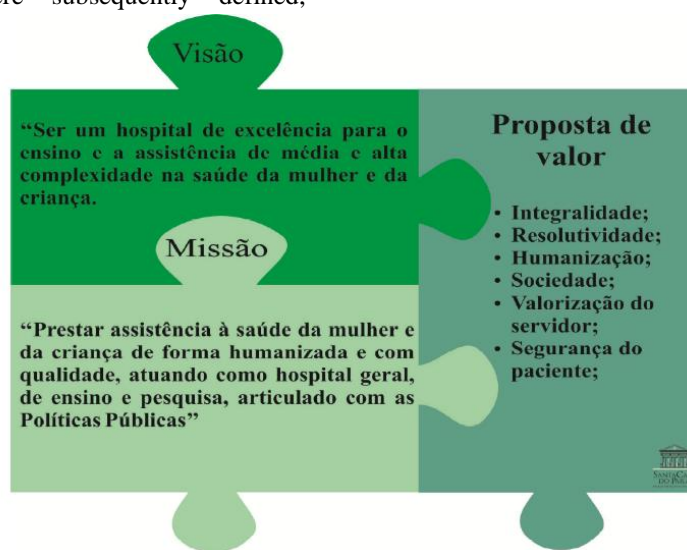 subsequently defined;
Visão
“Ser um hospital de excelência para o
ensino e a assistência de média e alta
complexidade na saúde da mulher e da
criança.
Missão
“Prestar assistência à saúde da mulher e
da criança de forma humanizada e com
qualidade, atuando como hospital geral,
de ensino e pesquisa, articulado com as
Políticas Públicas”
Proposta de
valor
• Integralidade;
• Resolutividade;
• Humanização;
• Sociedade;
• Valorização do
servidor;
• Segurança do
paciente;